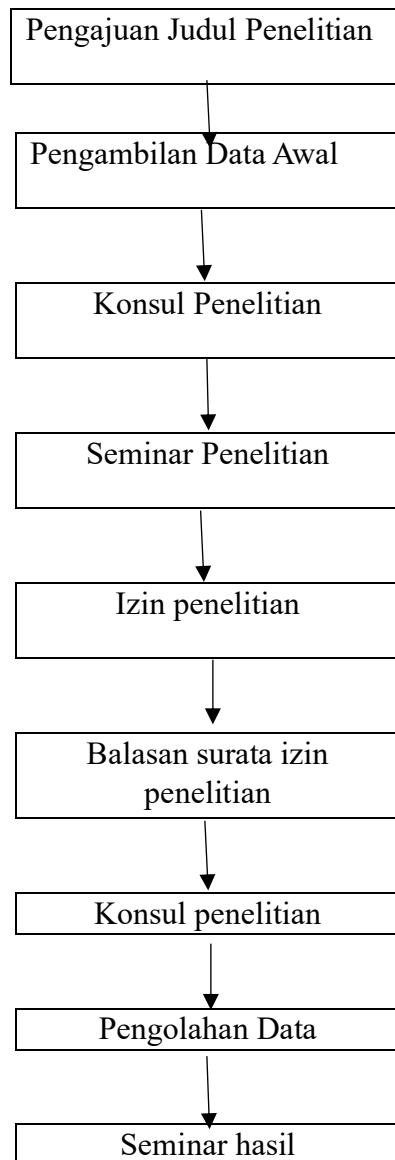 Pengajuan Judul Penelitian
Pengambilan Data Awal
Konsul Penelitian
Seminar Penelitian
Izin penelitian
Balasan surata izin
penelitian
Konsul penelitian
Pengolahan Data
Seminar hasil